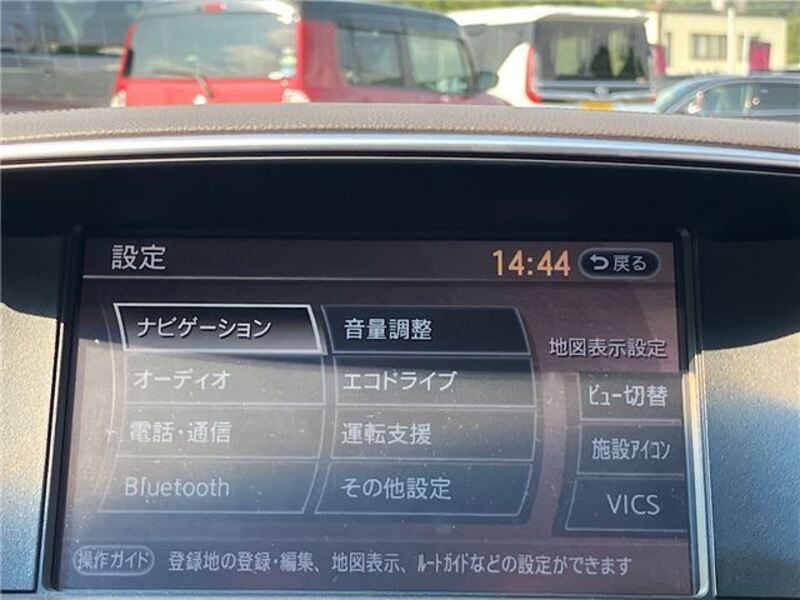 設定
14:44
戻る
ナビゲーション
音量調整
オーディオ
エコドライブ
電話・通信
運転支援
Bluetooth
その他設定
地図表示設定
ビュー切替
施設アイコン
VICS
操作ガイド 登録地の登録・編集、地図表示、ルートガイドなどの設定ができます